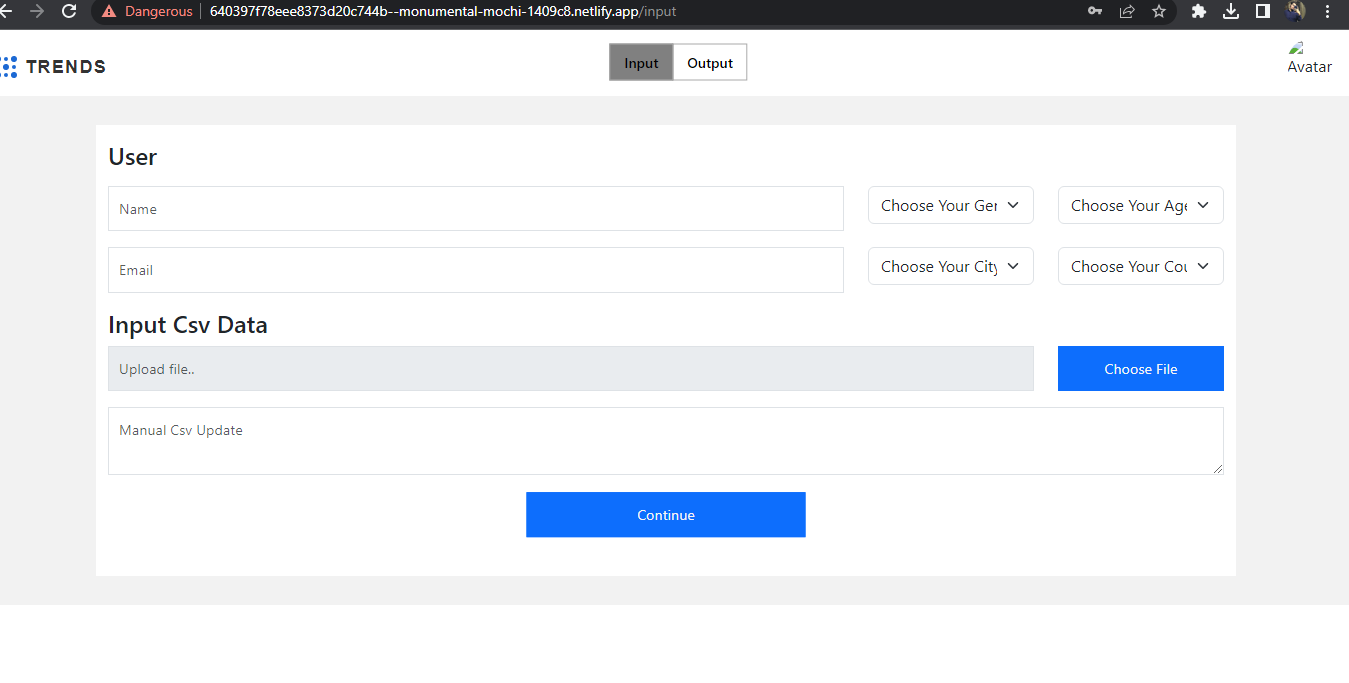 Dangerous 640397f78eee8373d20c744b--monumental-mochi-1409c8.netlify.app/input
TRENDS
Input Output
Avatar
User
Name
Choose Your Ger
Choose Your Age
Email
Choose Your City
Choose Your Cou
Input Csv Data
Upload file..
Choose File
Manual Csv Update
Continue